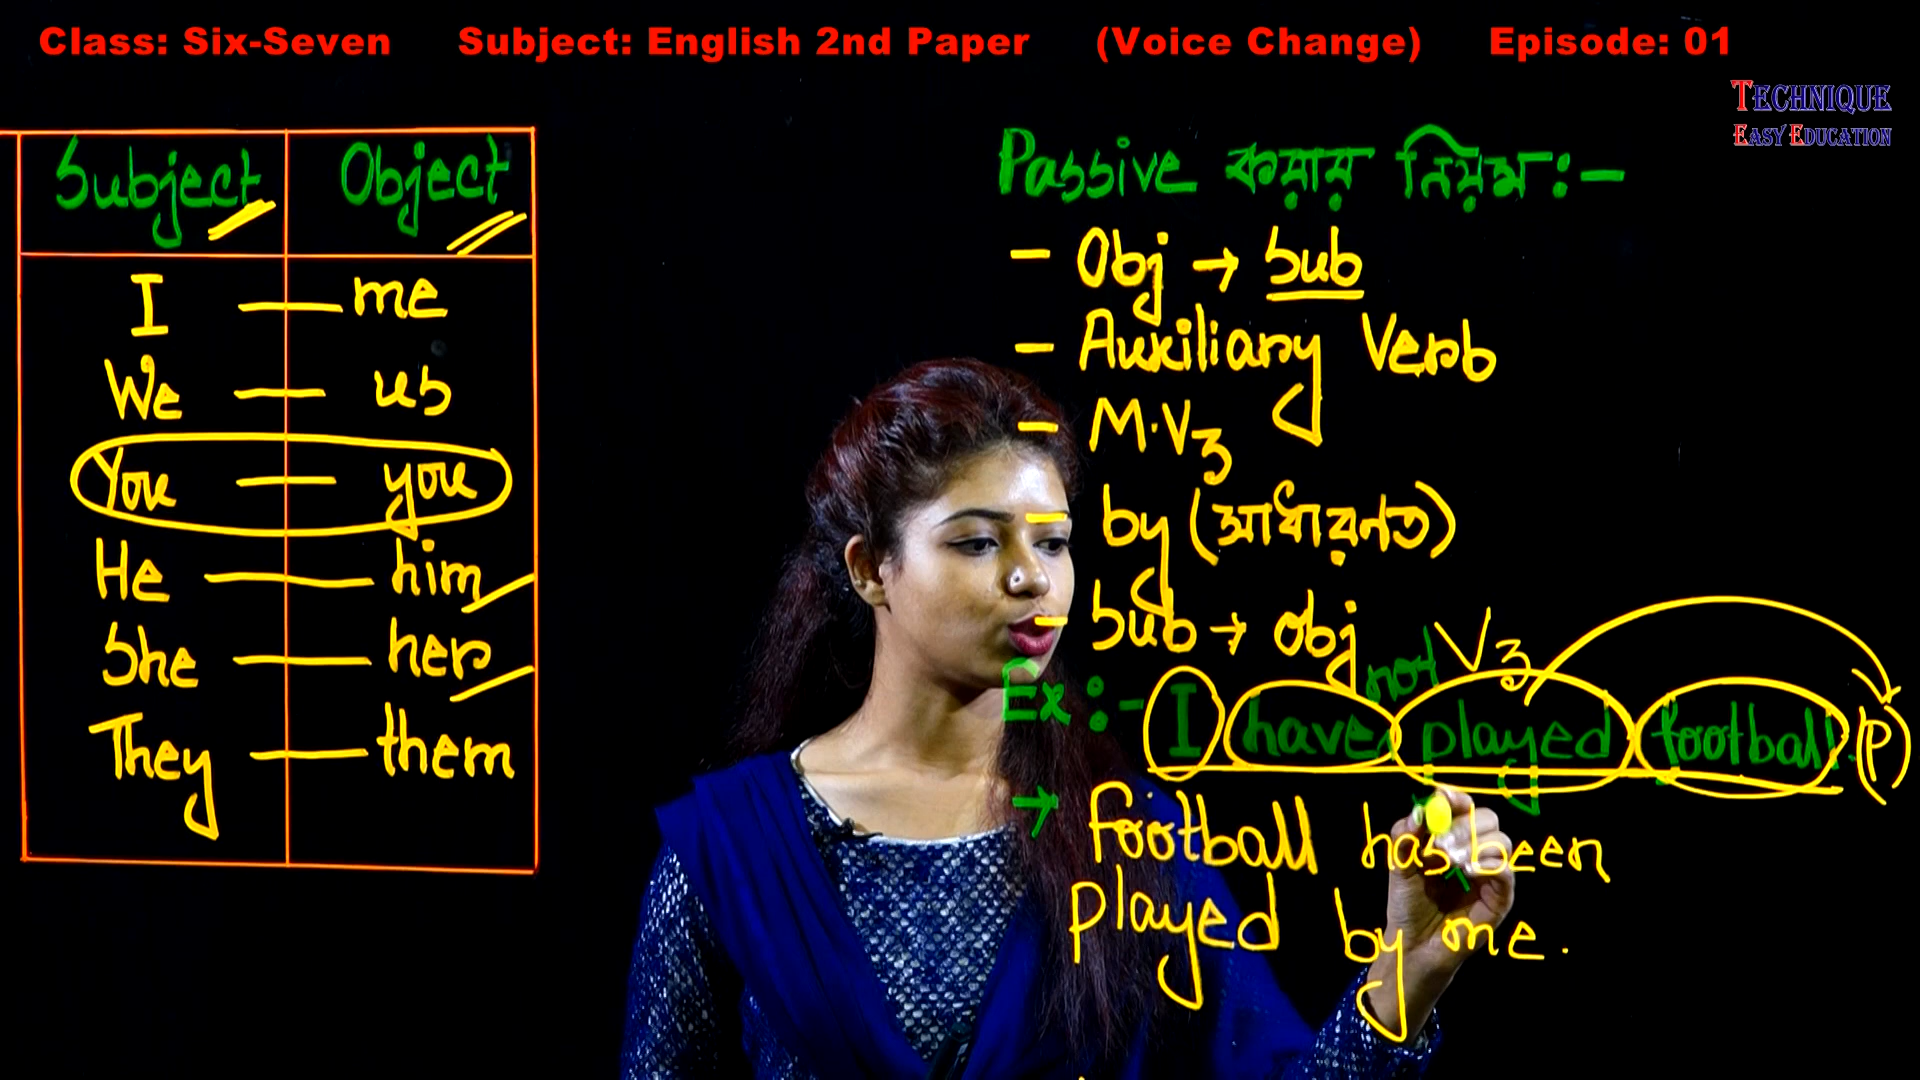 Class: Six-Seven Subject: English 2nd Paper (Voice Change) Episode: 01
TECHNIQUE
EASY EDUCATION
Subject Object
I — me
We — us
You — you
He — him
She — her
They — them
Passive করার নিয়ম :-
- Obj → Sub
- Auxiliary Verb
- M.V3
- by (সাধারনত)
- Sub → Obj
not V3
Ex :- I have played football. (P)
→ Football has been
played by me.